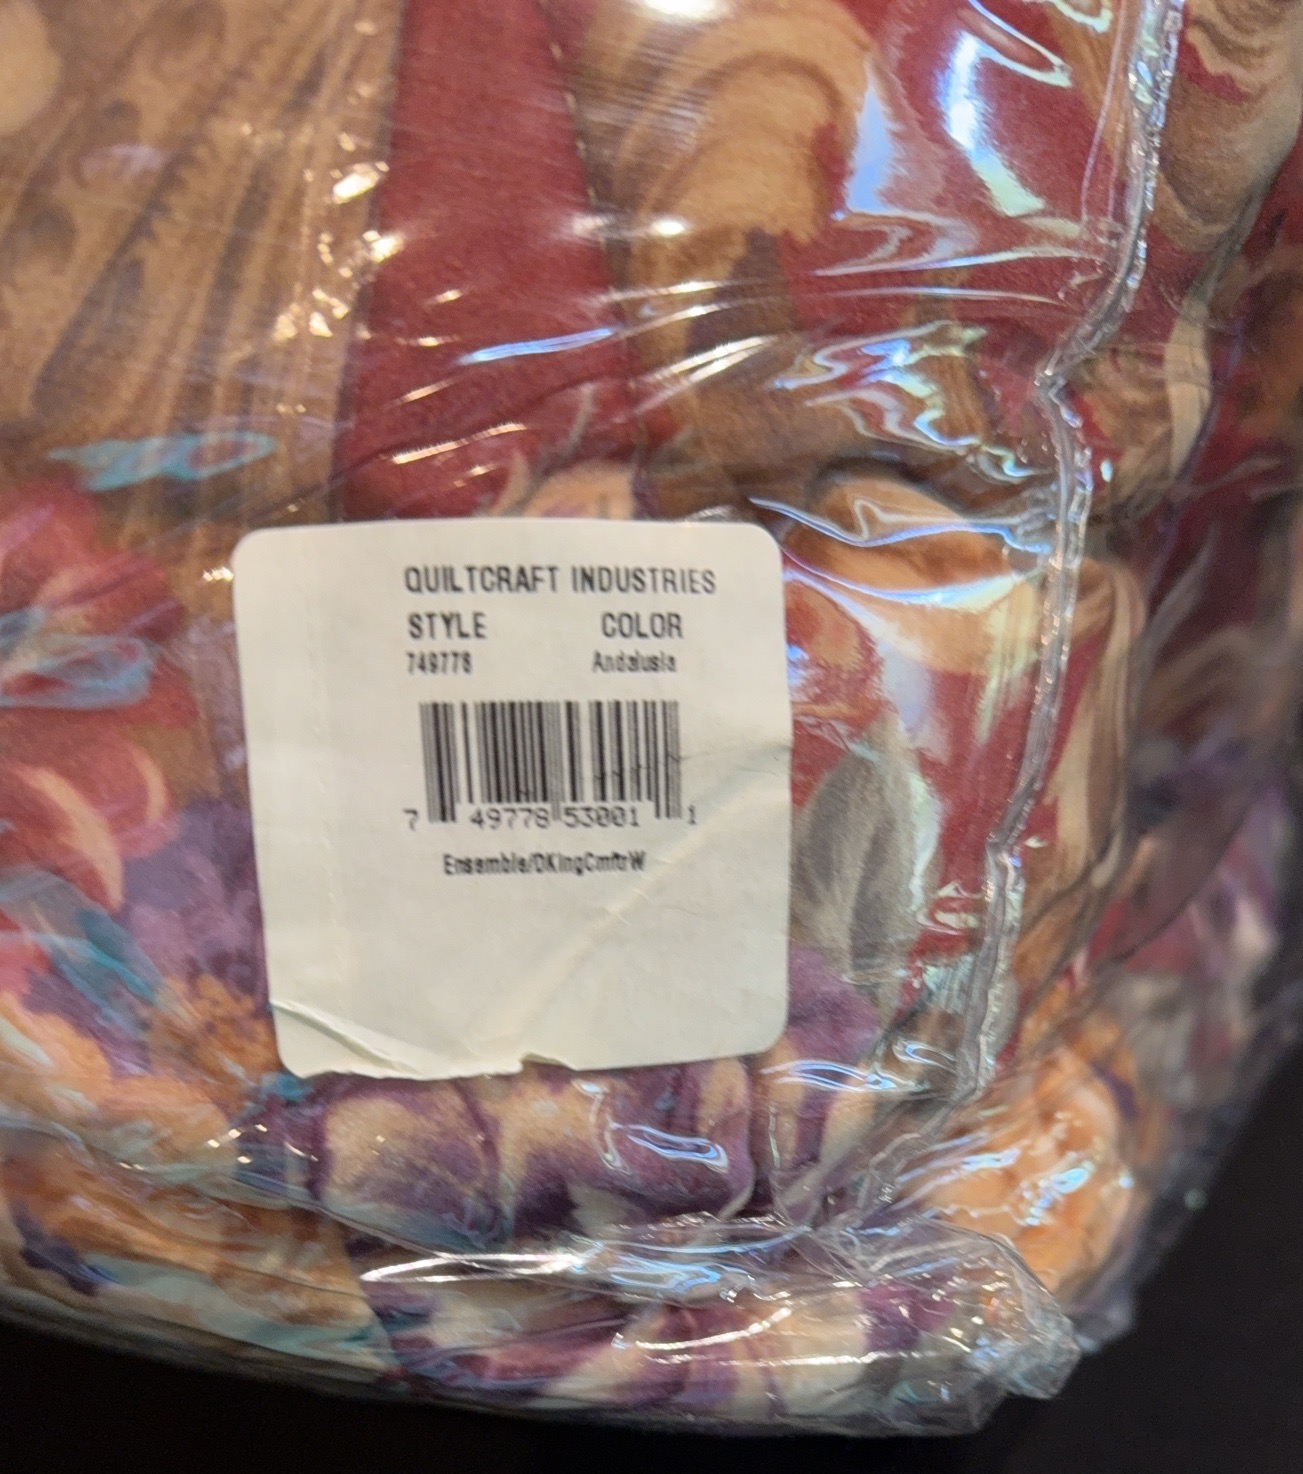 QUILTCRAFT INDUSTRIES
STYLE COLOR
749778 Andalusia
7 49778 53001 1
Ensemble/DKingCmftrW